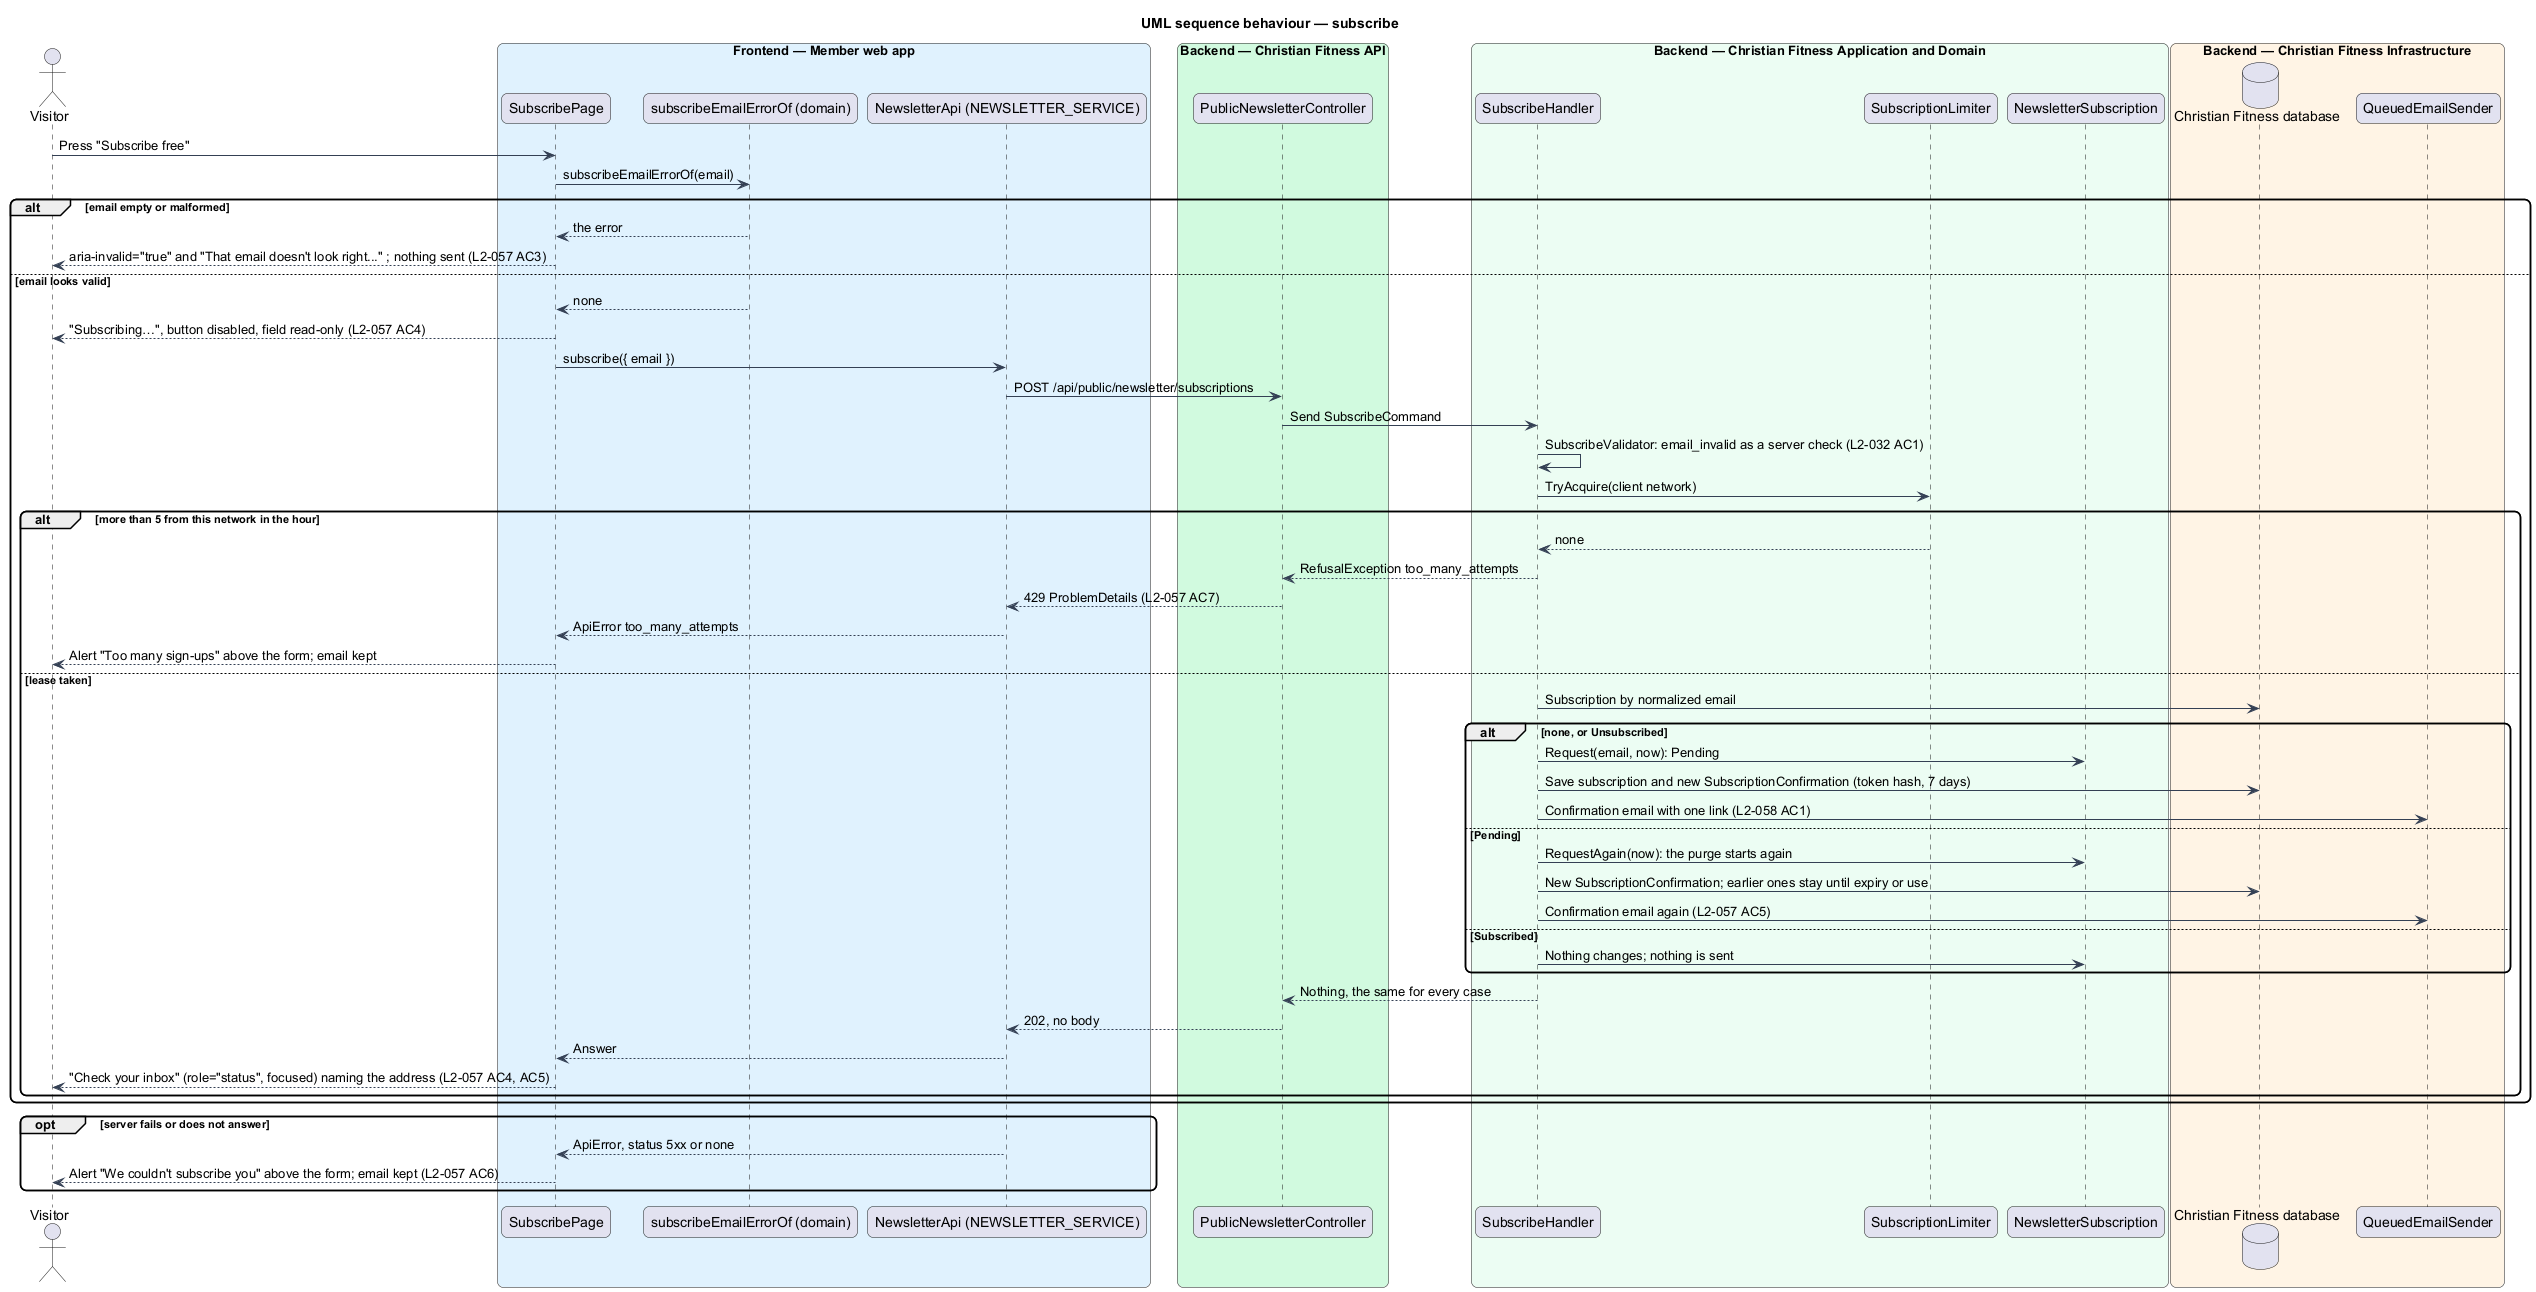 UML sequence behaviour — subscribe
Frontend — Member web app
Backend — Christian Fitness API
Backend — Christian Fitness Application and Domain
Backend — Christian Fitness Infrastructure
Visitor
SubscribePage
subscribeEmailErrorOf (domain)
NewsletterApi (NEWSLETTER_SERVICE)
PublicNewsletterController
SubscribeHandler
SubscriptionLimiter
NewsletterSubscription
Christian Fitness database
QueuedEmailSender
Press "Subscribe free"
subscribeEmailErrorOf(email)
alt [email empty or malformed]
the error
aria-invalid="true" and "That email doesn't look right..." ; nothing sent (L2-057 AC3)
[email looks valid]
none
"Subscribing…", button disabled, field read-only (L2-057 AC4)
subscribe({ email })
POST /api/public/newsletter/subscriptions
Send SubscribeCommand
SubscribeValidator: email_invalid as a server check (L2-032 AC1)
TryAcquire(client network)
alt [more than 5 from this network in the hour]
none
RefusalException too_many_attempts
429 ProblemDetails (L2-057 AC7)
ApiError too_many_attempts
Alert "Too many sign-ups" above the form; email kept
[lease taken]
Subscription by normalized email
alt [none, or Unsubscribed]
Request(email, now): Pending
Save subscription and new SubscriptionConfirmation (token hash, 7 days)
Confirmation email with one link (L2-058 AC1)
[Pending]
RequestAgain(now): the purge starts again
New SubscriptionConfirmation; earlier ones stay until expiry or use
Confirmation email again (L2-057 AC5)
[Subscribed]
Nothing changes; nothing is sent
Nothing, the same for every case
202, no body
Answer
"Check your inbox" (role="status", focused) naming the address (L2-057 AC4, AC5)
opt [server fails or does not answer]
ApiError, status 5xx or none
Alert "We couldn't subscribe you" above the form; email kept (L2-057 AC6)
Visitor
SubscribePage
subscribeEmailErrorOf (domain)
NewsletterApi (NEWSLETTER_SERVICE)
PublicNewsletterController
SubscribeHandler
SubscriptionLimiter
NewsletterSubscription
Christian Fitness database
QueuedEmailSender